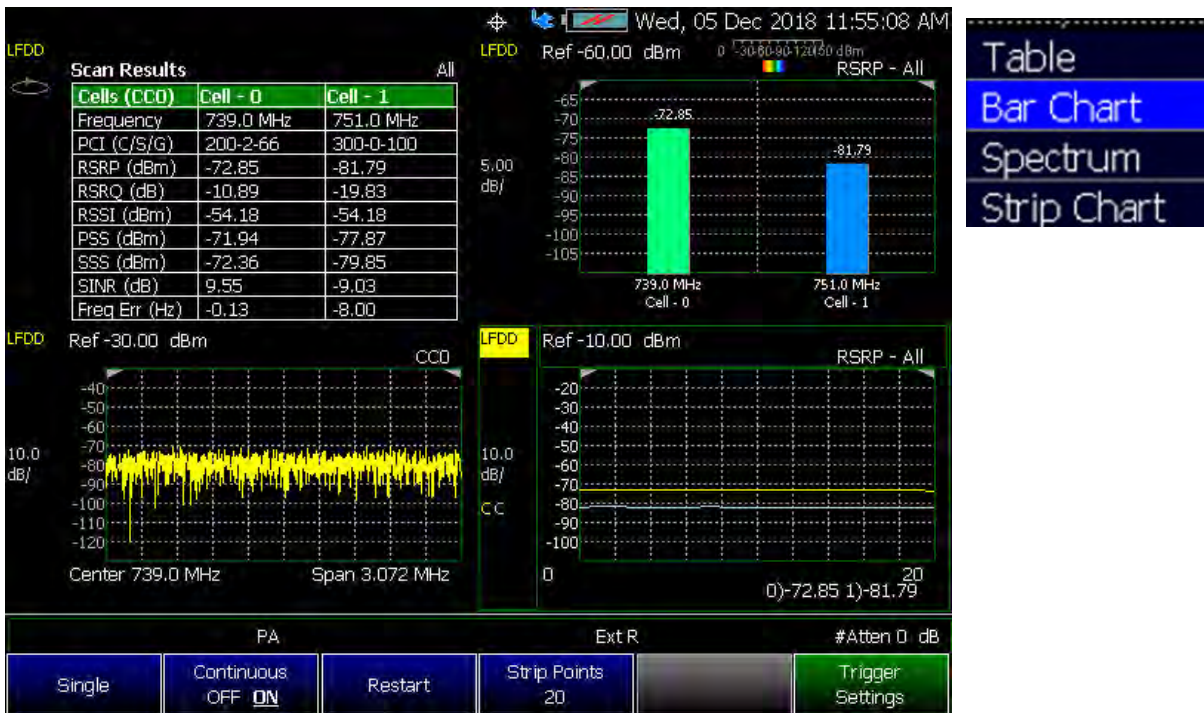 Wed, 05 Dec 2018 11:55:08 AM
LFDD
Scan Results All
Cells (CC0) Cell - 0 Cell - 1
Frequency 739.0 MHz 751.0 MHz
PCI (C/S/G) 200-2-66 300-0-100
RSRP (dBm) -72.85 -81.79
RSRQ (dB) -10.89 -19.83
RSSI (dBm) -54.18 -54.18
PSS (dBm) -71.94 -77.87
SSS (dBm) -72.36 -79.85
SINR (dB) 9.55 -9.03
Freq Err (Hz) -0.13 -8.00
LFDD Ref -60.00 dBm
RSRP - All
5.00
dB/
-65
-70
-75
-80
-85
-90
-95
-100
-105
-72.85
-81.79
739.0 MHz 751.0 MHz
Cell - 0 Cell - 1
LFDD Ref -30.00 dBm
CC0
10.0
dB/
-40
-50
-60
-70
-80
-90
-100
-110
-120
Center 739.0 MHz Span 3.072 MHz
LFDD Ref -10.00 dBm
RSRP - All
10.0
dB/
CC
-20
-30
-40
-50
-60
-70
-80
-90
-100
0 20
0)-72.85 1)-81.79
PA Ext R #Atten 0 dB
Single
Continuous
OFF ON
Restart
Strip Points
20
Trigger
Settings
Table
Bar Chart
Spectrum
Strip Chart